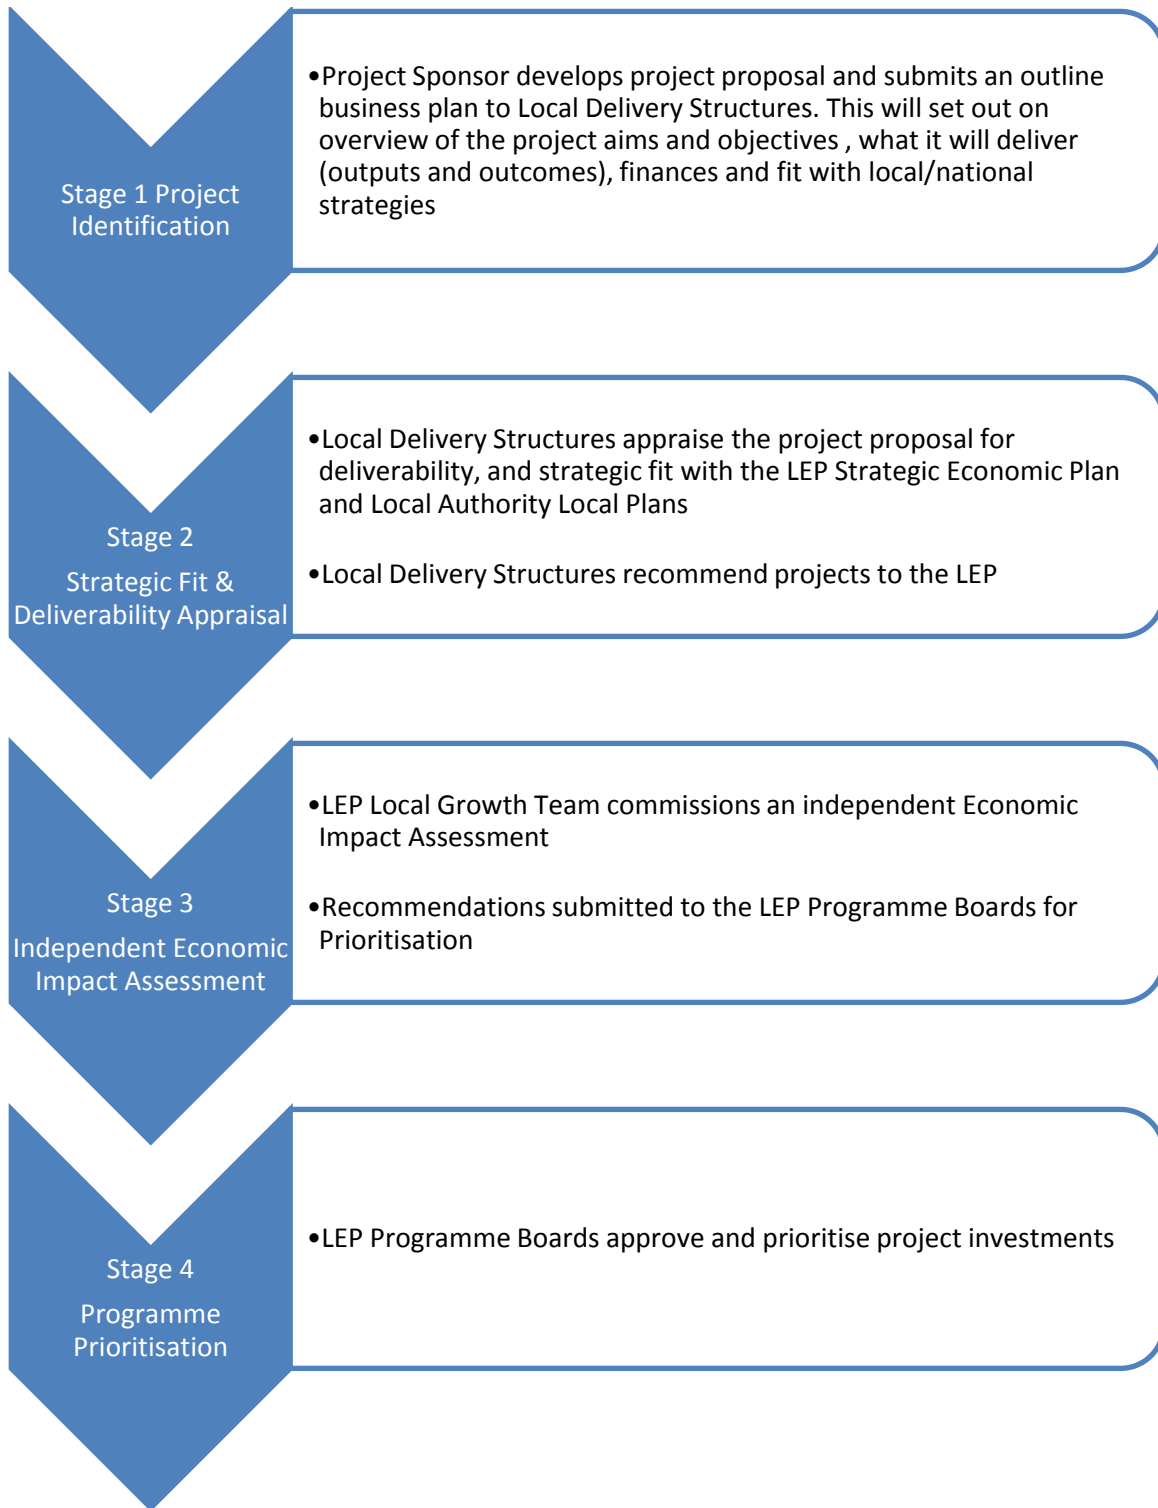 Stage 1 Project
Identification
•Project Sponsor develops project proposal and submits an outline
business plan to Local Delivery Structures. This will set out on
overview of the project aims and objectives , what it will deliver
(outputs and outcomes), finances and fit with local/national
strategies
Stage 2
Strategic Fit &
Deliverability Appraisal
•Local Delivery Structures appraise the project proposal for
deliverability, and strategic fit with the LEP Strategic Economic Plan
and Local Authority Local Plans
•Local Delivery Structures recommend projects to the LEP
Stage 3
Independent Economic
Impact Assessment
•LEP Local Growth Team commissions an independent Economic
Impact Assessment
•Recommendations submitted to the LEP Programme Boards for
Prioritisation
Stage 4
Programme
Prioritisation
•LEP Programme Boards approve and prioritise project investments